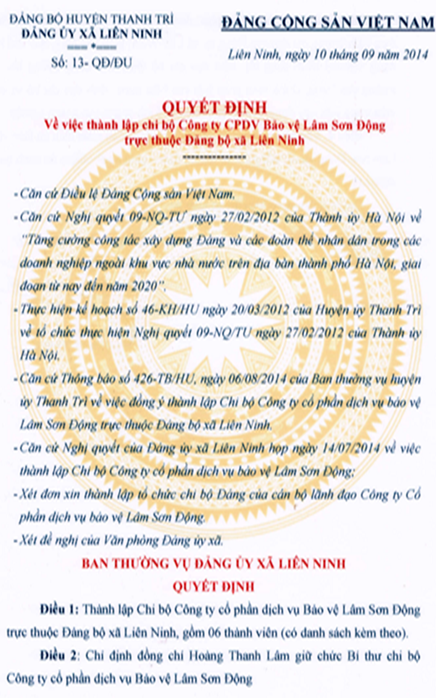 ĐẢNG BỘ HUYỆN THANH TRÌ
ĐẢNG CỘNG SẢN VIỆT NAM
ĐẢNG ỦY XÃ LIÊN NINH
Số: 13- QĐ/ĐU
Liên Ninh, ngày 10 tháng 09 năm 2014
QUYẾT ĐỊNH
Về việc thành lập chi bộ Công ty CPDV Bảo vệ Lâm Sơn Động
trực thuộc Đảng bộ xã Liên Ninh
- Căn cứ Điều lệ Đảng Cộng sản Việt Nam.
- Căn cứ Nghị quyết 09-NQ-TƯ ngày 27/02/2012 của Thành ủy Hà Nội về
"Tăng cường công tác xây dựng Đảng và các đoàn thể nhân dân trong các
doanh nghiệp ngoài khu vực nhà nước trên địa bàn thành phố Hà Nội, giai
đoạn từ nay đến năm 2020".
- Thực hiện kế hoạch số 46-KH/HU ngày 20/03/2012 của Huyện ủy Thanh Trì
về tổ chức thực hiện Nghị quyết 09-NQ/TU ngày 27/02/2012 của Thành ủy
Hà Nội.
- Căn cứ Thông báo số 426-TB/HU, ngày 06/08/2014 của Ban thường vụ huyện
ủy Thanh Trì về việc đồng ý thành lập Chi bộ Công ty cổ phần dịch vụ bảo vệ
Lâm Sơn Động trực thuộc Đảng bộ xã Liên Ninh.
- Căn cứ Nghị quyết của Đảng ủy xã Liên Ninh họp ngày 14/07/2014 về việc
thành lập Chi bộ Công ty cổ phần dịch vụ bảo vệ Lâm Sơn Động;
- Xét đơn xin thành lập tổ chức chi bộ Đảng của cán bộ lãnh đạo Công ty Cổ
phần dịch vụ bảo vệ Lâm Sơn Động.
- Xét đề nghị của Văn phòng Đảng ủy xã.
BAN THƯỜNG VỤ ĐẢNG ỦY XÃ LIÊN NINH
QUYẾT ĐỊNH
Điều 1: Thành lập Chi bộ Công ty cổ phần dịch vụ Bảo vệ Lâm Sơn Động
trực thuộc Đảng bộ xã Liên Ninh, gồm 06 thành viên (có danh sách kèm theo).
Điều 2: Chỉ định đồng chí Hoàng Thanh Lâm giữ chức Bí thư chi bộ
Công ty cổ phần dịch vụ Bảo vệ Lâm Sơn Động